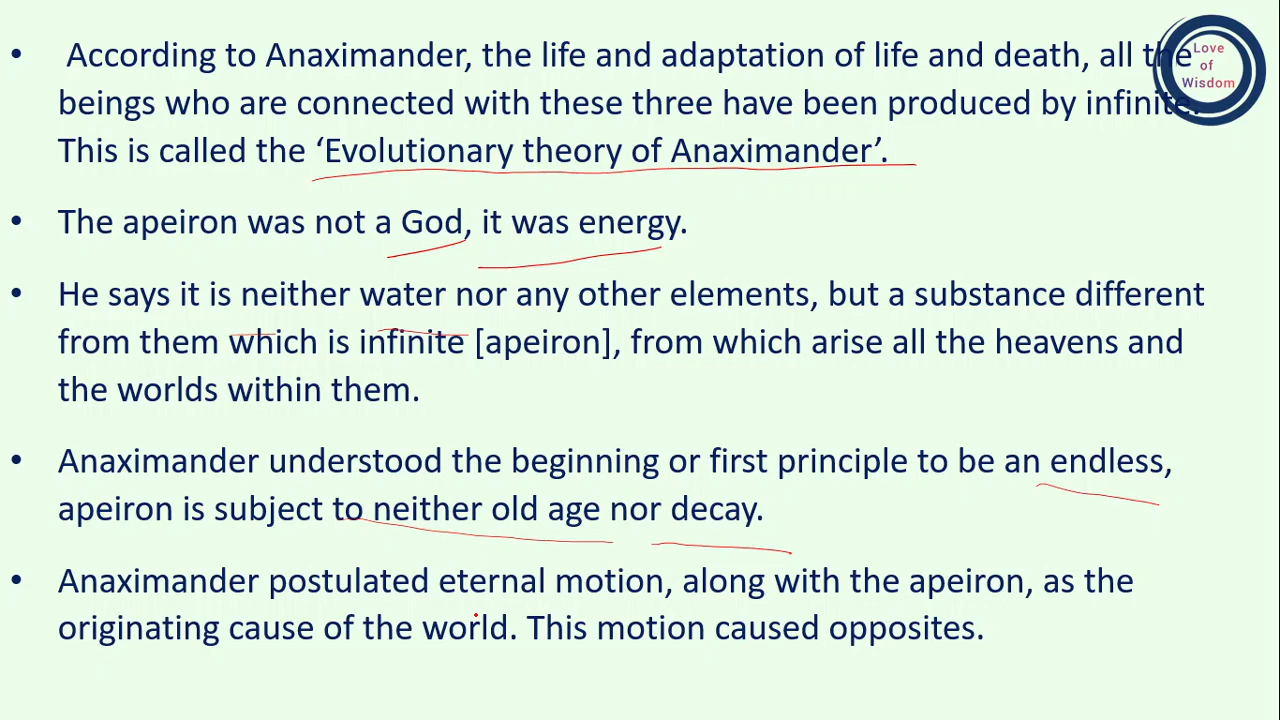 • According to Anaximander, the life and adaptation of life and death, all the
beings who are connected with these three have been produced by infinite.
This is called the ‘Evolutionary theory of Anaximander’.
• The apeiron was not a God, it was energy.
• He says it is neither water nor any other elements, but a substance different
from them which is infinite [apeiron], from which arise all the heavens and
the worlds within them.
• Anaximander understood the beginning or first principle to be an endless,
apeiron is subject to neither old age nor decay.
• Anaximander postulated eternal motion, along with the apeiron, as the
originating cause of the world. This motion caused opposites.
Love
of
Wisdom